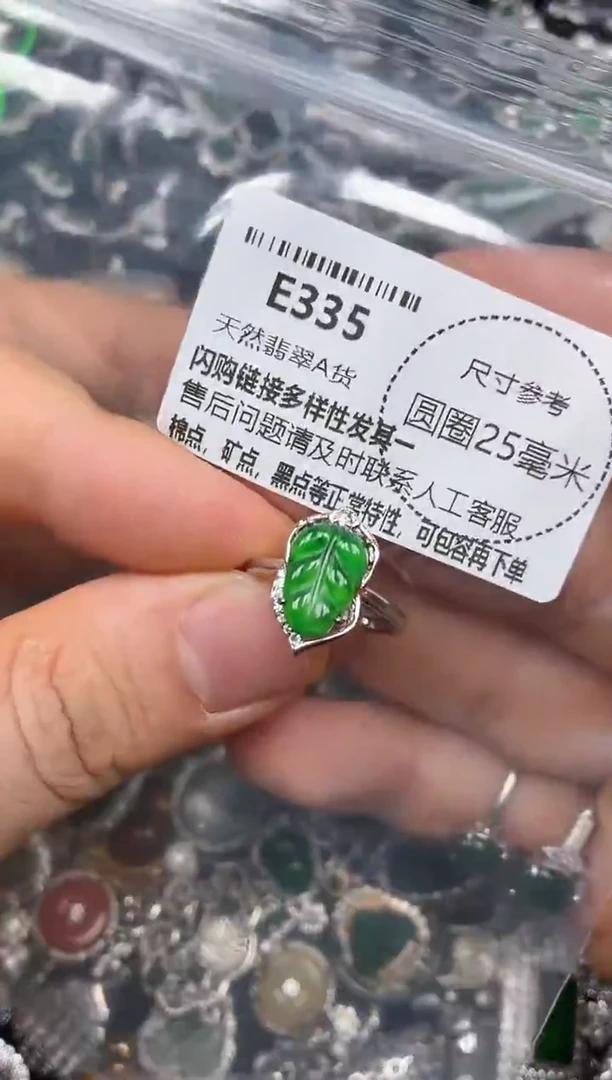 E335
天然翡翠A货
闪购链接多样性发其一
售后问题请及时联系人工客服
棉点，矿点，黑点等正常特性，可包容再下单
尺寸参考
圆圈25毫米